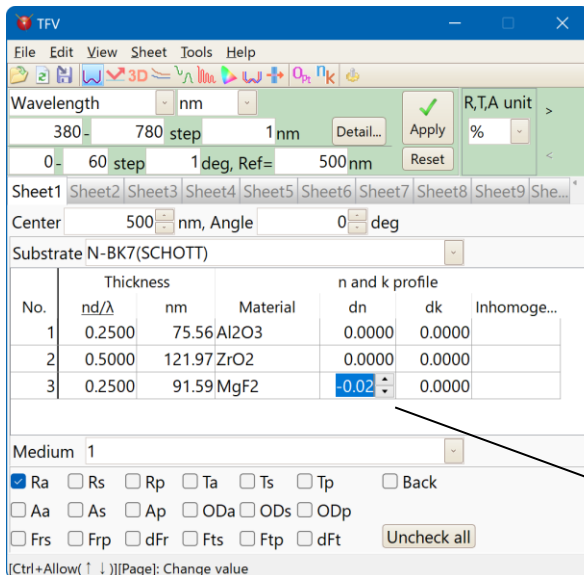 TFV
File Edit View Sheet Tools Help
3D Opt nk
Wavelength nm R,T,A unit >
380 - 780 step 1 nm Detail... Apply % <
0 - 60 step 1 deg, Ref= 500 nm Reset
Sheet1 Sheet2 Sheet3 Sheet4 Sheet5 Sheet6 Sheet7 Sheet8 Sheet9 She...
Center 500 nm, Angle 0 deg
Substrate N-BK7(SCHOTT)
Thickness n and k profile
No. nd/λ nm Material dn dk Inhomoge...
1 0.2500 75.56 Al2O3 0.0000 0.0000
2 0.5000 121.97 ZrO2 0.0000 0.0000
3 0.2500 91.59 MgF2 -0.02 0.0000
Medium 1
Ra Rs Rp Ta Ts Tp Back
Aa As Ap ODa ODs ODp
Frs Frp dFr Fts Ftp dFt Uncheck all
[Ctrl+Allow(↑ ↓)][Page]: Change value